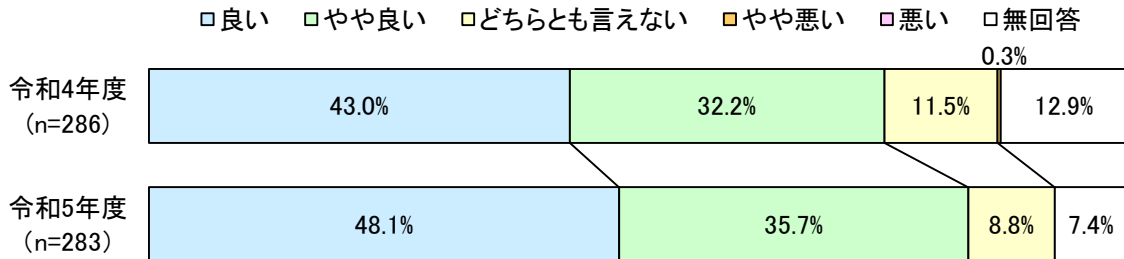 ■良い ■やや良い ■どちらとも言えない ■やや悪い ■悪い □無回答
0.3%
令和4年度
(n=286)
43.0% 32.2% 11.5% 12.9%
令和5年度
(n=283)
48.1% 35.7% 8.8% 7.4%